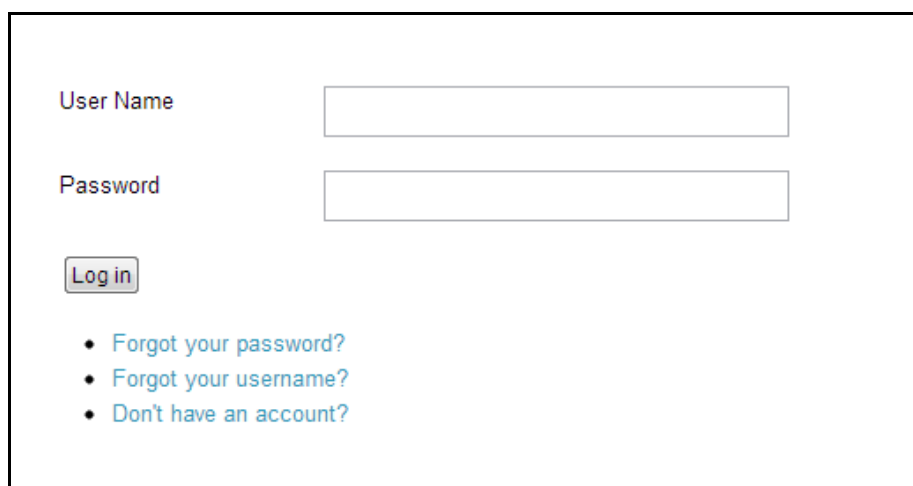 User Name
Password
Log in
Forgot your password?
Forgot your username?
Don't have an account?